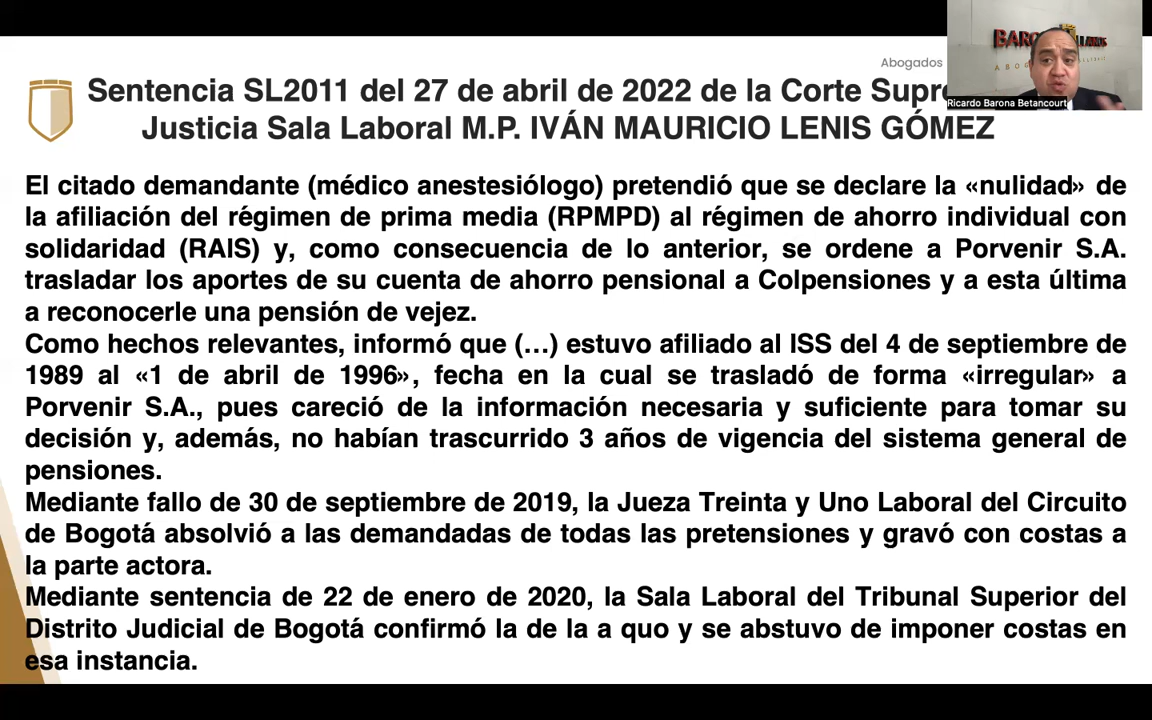 Abogados
BARO
LANOS
Ricardo Barona Betancourt
Sentencia SL2011 del 27 de abril de 2022 de la Corte Supre
Justicia Sala Laboral M.P. IVÁN MAURICIO LENIS GÓMEZ
El citado demandante (médico anestesiólogo) pretendió que se declare la «nulidad» de
la afiliación del régimen de prima media (RPMPD) al régimen de ahorro individual con
solidaridad (RAIS) y, como consecuencia de lo anterior, se ordene a Porvenir S.A.
trasladar los aportes de su cuenta de ahorro pensional a Colpensiones y a esta última
a reconocerle una pensión de vejez.
Como hechos relevantes, informó que (…) estuvo afiliado al ISS del 4 de septiembre de
1989 al «1 de abril de 1996», fecha en la cual se trasladó de forma «irregular» a
Porvenir S.A., pues careció de la información necesaria y suficiente para tomar su
decisión y, además, no habían trascurrido 3 años de vigencia del sistema general de
pensiones.
Mediante fallo de 30 de septiembre de 2019, la Jueza Treinta y Uno Laboral del Circuito
de Bogotá absolvió a las demandadas de todas las pretensiones y gravó con costas a
la parte actora.
Mediante sentencia de 22 de enero de 2020, la Sala Laboral del Tribunal Superior del
Distrito Judicial de Bogotá confirmó la de la a quo y se abstuvo de imponer costas en
esa instancia.